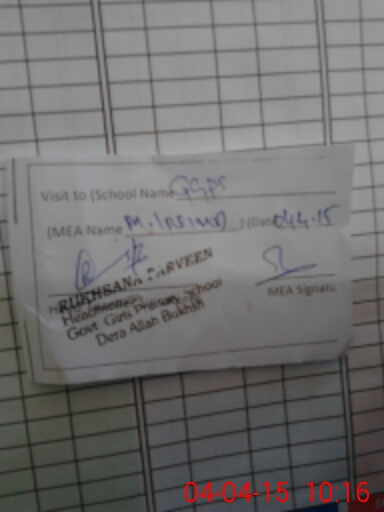 Visit to (School Name GGPS
(MEA Name M. IRSHAD ) (Date 04.4.15
RUKHSANA PARVEEN
MEA Signatu
Headmistress
Govt Girls Primary School
Dera Allah Bukhsh
04-04-15 10:16